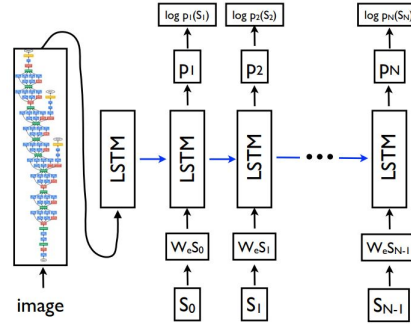 log p₁(S₁) log p₂(S₂) log pN(SN)
p₁ p₂ pN
LSTM LSTM LSTM ••• LSTM
WₑS₀ WₑS₁ WₑSN-1
image S₀ S₁ SN-1